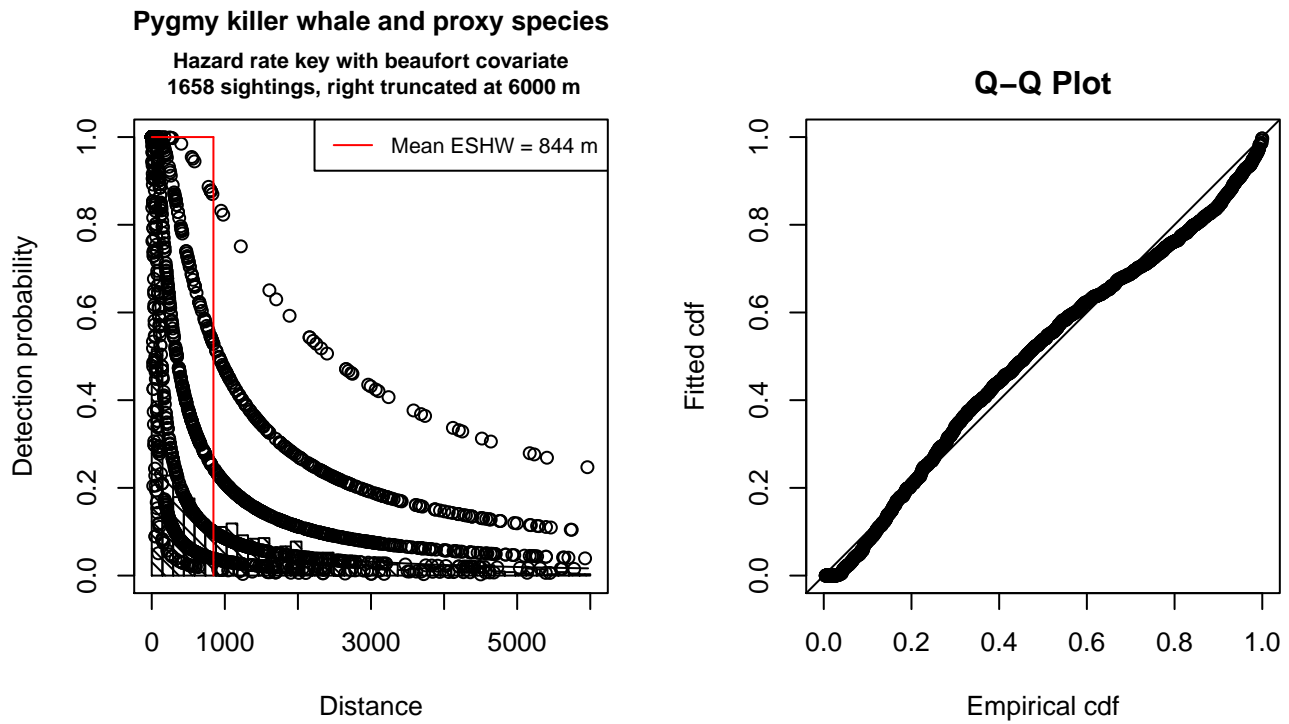 Pygmy killer whale and proxy species
Hazard rate key with beaufort covariate
1658 sightings, right truncated at 6000 m
Mean ESHW = 844 m
Detection probability
0.0 0.2 0.4 0.6 0.8 1.0
0 1000 3000 5000
Distance
Q−Q Plot
Fitted cdf
0.0 0.2 0.4 0.6 0.8 1.0
0.0 0.2 0.4 0.6 0.8 1.0
Empirical cdf